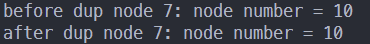 before dup node 7: node number = 10
after dup node 7: node number = 10